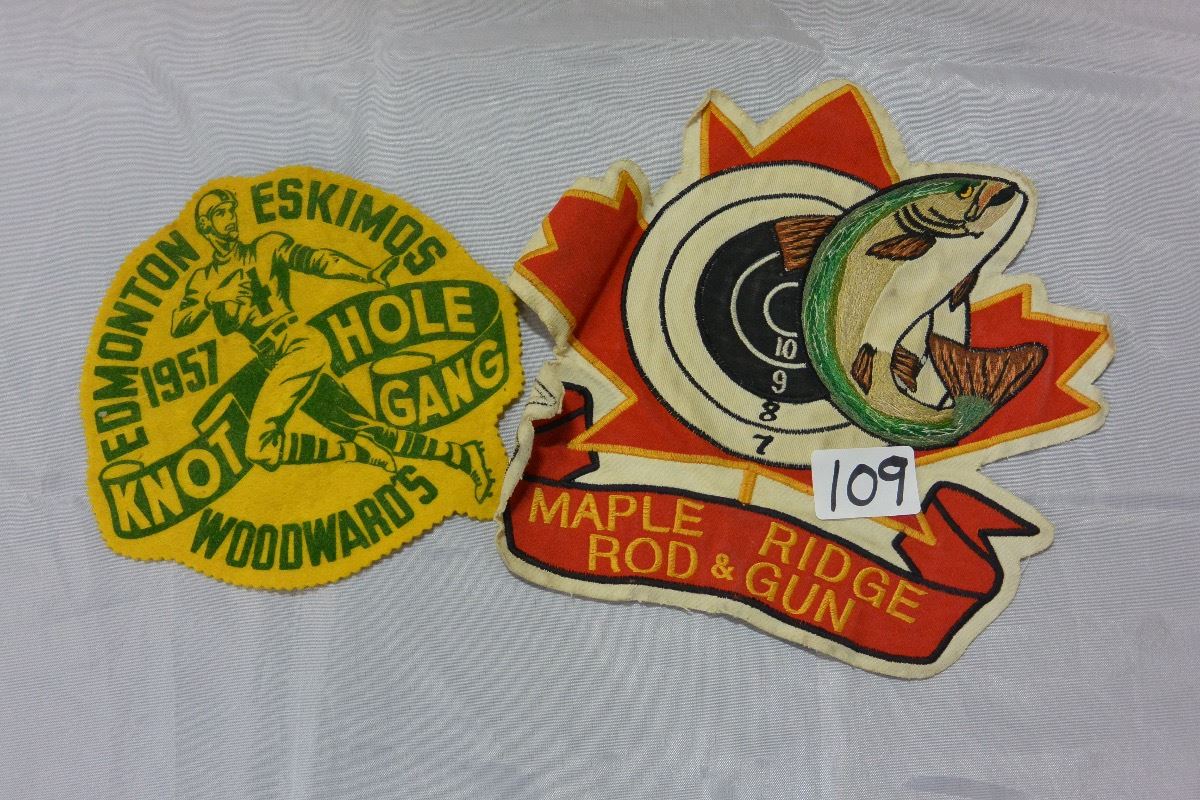 EDMONTON ESKIMOS
1957
KNOT HOLE
GANG
WOODWARD'S
10
9
8
7
109
MAPLE RIDGE
ROD & GUN